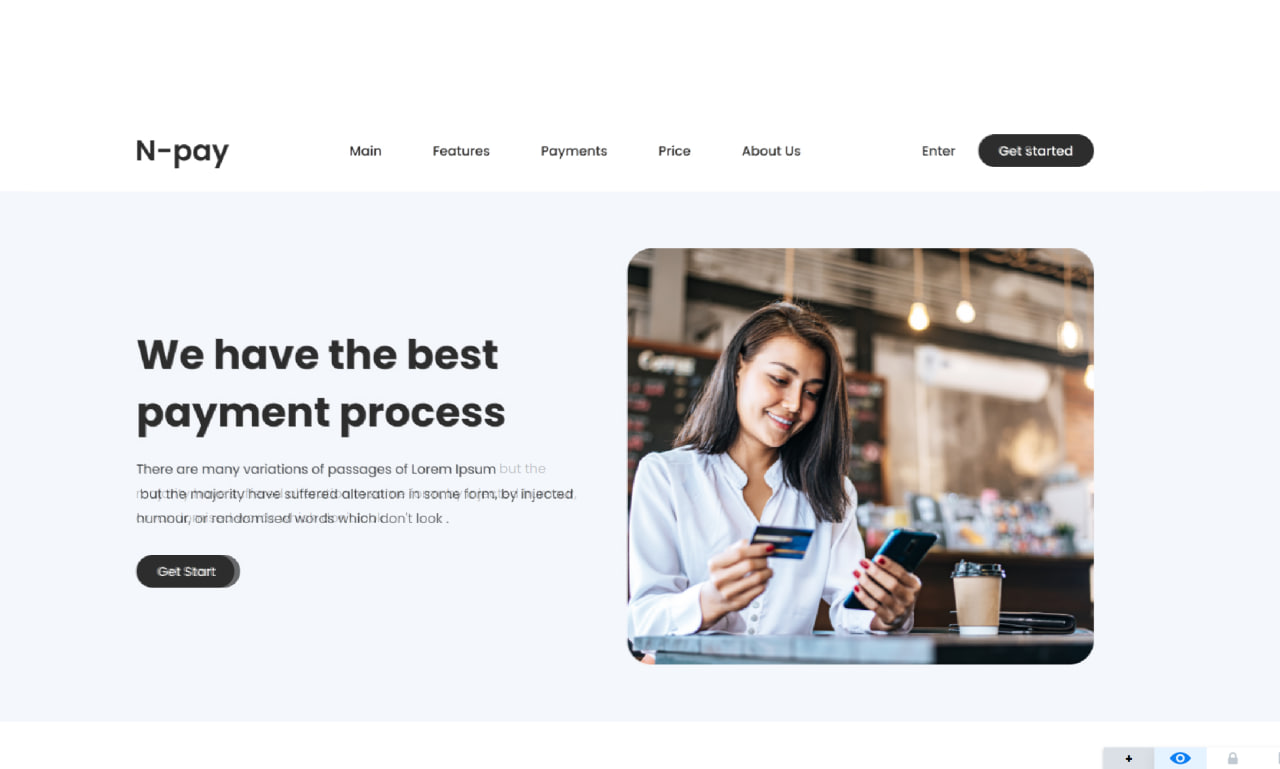 N-pay
Main
Features
Payments
Price
About Us
Enter
Get Started
We have the best
payment process
There are many variations of passages of Lorem Ipsum but the
but the majority have suffered alteration in some form, by injected
humour, or randomised words which don't look .
Get Start
Coffee
+